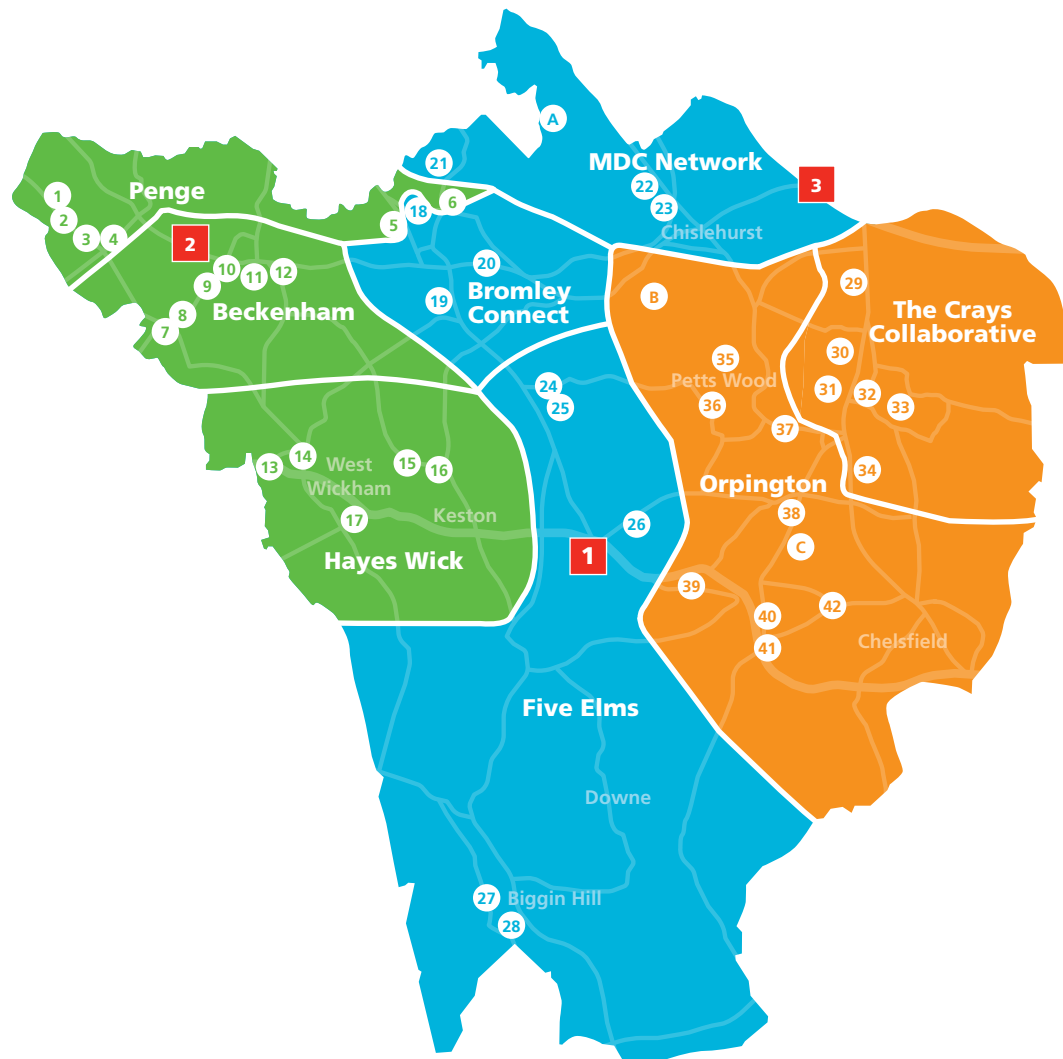 A
21
MDC Network
22
3
23
Chislehurst
Penge
1
2
3
4
2
5
18
6
10
11
12
9
8
7
Beckenham
20
19
Bromley
Connect
B
29
The Crays
Collaborative
30
31
32
33
34
35
Petts Wood
36
37
24
25
13
14
West
Wickham
15
16
17
Keston
Hayes Wick
26
1
Orpington
38
C
39
40
42
41
Chelsfield
Five Elms
Downe
27
Biggin Hill
28